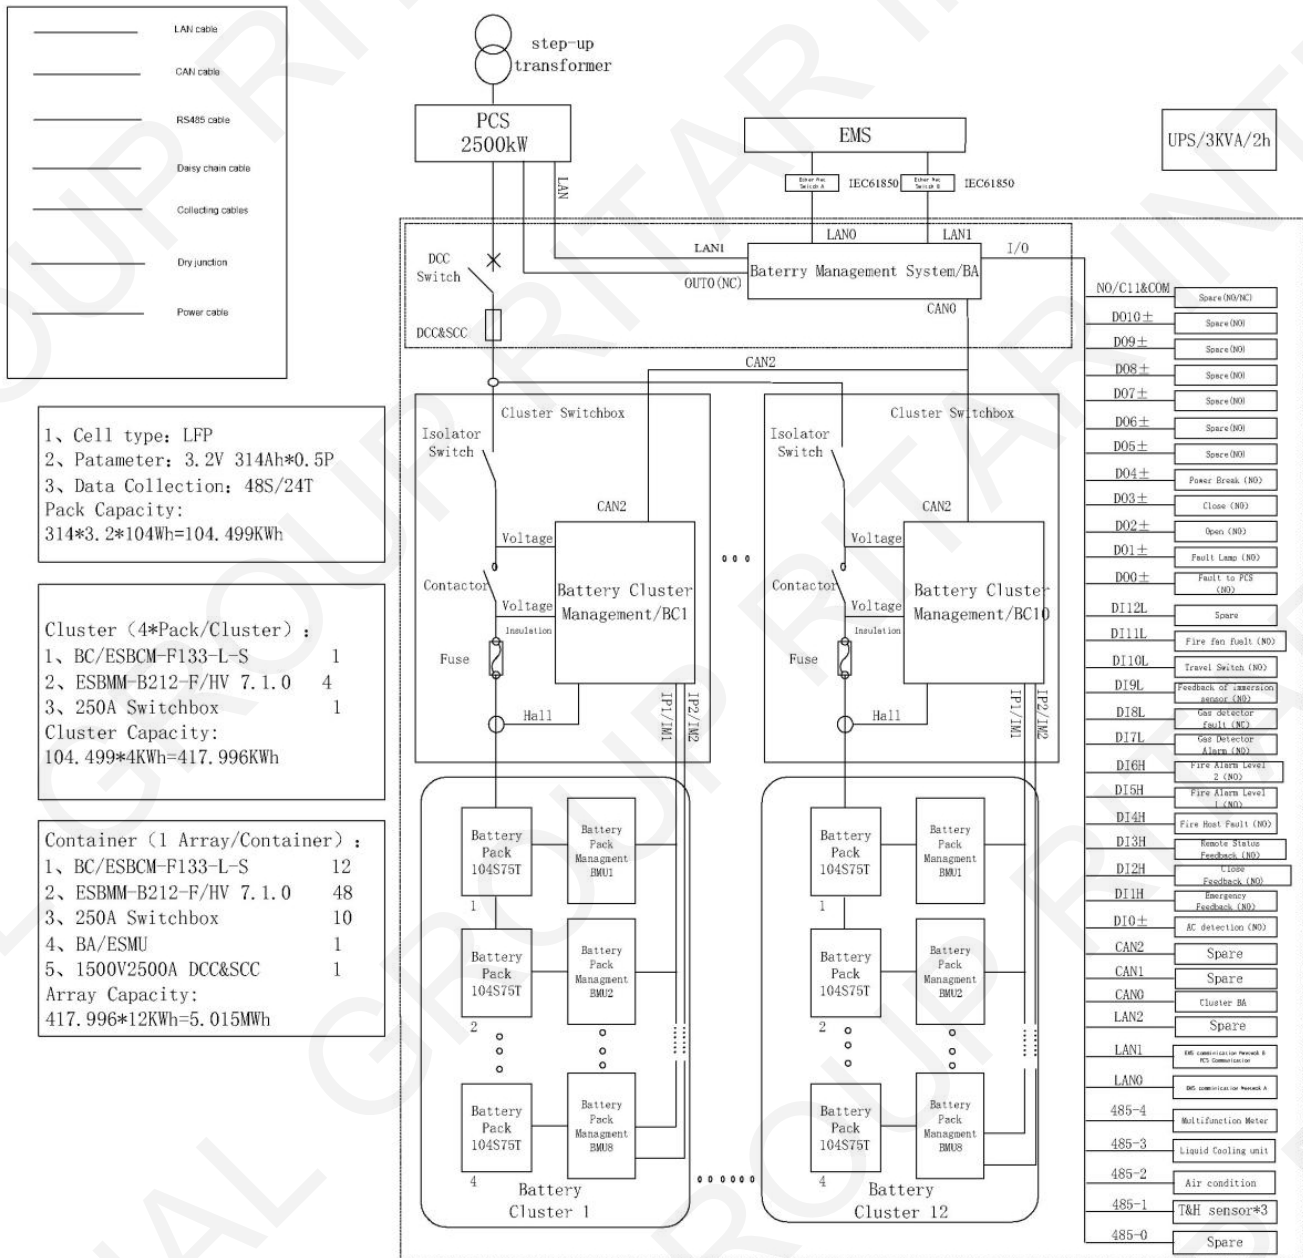 LAN cable
CAN cable
RS485 cable
Daisy chain cable
Collecting cables
Dry junction
Power cable
1、Cell type: LFP
2、Patameter: 3.2V 314Ah*0.5P
3、Data Collection: 48S/24T
Pack Capacity:
314*3.2*104Wh=104.499KWh
Cluster（4*Pack/Cluster）:
1、BC/ESBCM-F133-L-S 1
2、ESBMM-B212-F/HV 7.1.0 4
3、250A Switchbox 1
Cluster Capacity:
104.499*4KWh=417.996KWh
Container（1 Array/Container）:
1、BC/ESBCM-F133-L-S 12
2、ESBMM-B212-F/HV 7.1.0 48
3、250A Switchbox 10
4、BA/ESMU 1
5、1500V2500A DCC&SCC 1
Array Capacity:
417.996*12KWh=5.015MWh
step-up
transformer
PCS
2500kW
LAN
EMS
IEC61850
IEC61850
UPS/3KVA/2h
DCC
Switch
DCC&SCC
LAN1
OUT0(NC)
LAN0
LAN1
I/O
Baterry Management System/BA
CAN0
CAN2
Cluster Switchbox
Isolator
Switch
CAN2
Voltage
Contactor
Voltage
Insulation
Fuse
Hall
Battery Cluster
Management/BC1
IP1/IM1
IP2/IM2
Battery
Pack
104S75T
1
Battery
Pack
Managment
BMU1
Battery
Pack
104S75T
2
Battery
Pack
Managment
BMU2
Battery
Pack
104S75T
4
Battery
Pack
Managment
BMU8
Battery
Cluster 1
Cluster Switchbox
Isolator
Switch
CAN2
Voltage
Contactor
Voltage
Insulation
Fuse
Hall
Battery Cluster
Management/BC10
IP1/IM1
IP2/IM2
Battery
Pack
104S75T
1
Battery
Pack
Managment
BMU1
Battery
Pack
104S75T
2
Battery
Pack
Managment
BMU2
Battery
Pack
104S75T
4
Battery
Pack
Managment
BMU8
Battery
Cluster 12
NO/C11&COM Spare(NO/NC)
DO10± Spare(NO)
DO9± Spare(NO)
DO8± Spare(NO)
DO7± Spare(NO)
DO6± Spare(NO)
DO5± Spare(NO)
DO4± Power Break (NO)
DO3± Close (NO)
DO2± Open (NO)
DO1± Fault Lamp (NO)
DO0± Fault to PCS
(NO)
DI12L Spare
DI11L Fire fan fuelt (NO)
DI10L Travel Switch (NO)
DI9L Feedback of immersion
sensor (NO)
DI8L Gas detector
fault (NC)
DI7L Gas Detector
Alarm (NO)
DI6H Fire Alarm Level
2 (NO)
DI5H Fire Alarm Level
1 (NO)
DI4H Fire Host Fault (NO)
DI3H Remote Status
Feedback (NO)
DI2H Close
Feedback (NO)
DI1H Emergency
Feedback (NO)
DI0± AC detection (NO)
CAN2 Spare
CAN1 Spare
CAN0 Cluster BA
LAN2 Spare
LAN1
LAN0
485-4 Multifunction Meter
485-3 Liquid Cooling unit
485-2 Air condition
485-1 T&H sensor*3
485-0 Spare